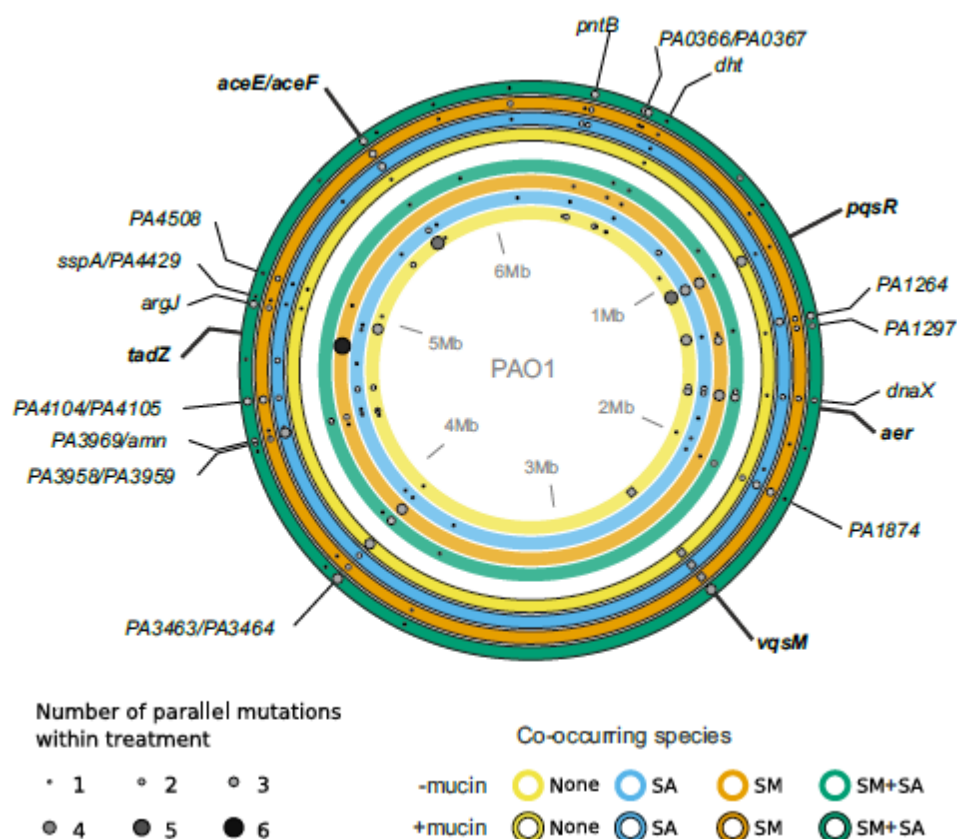 pntB
PA0366/PA0367
dht
aceE/aceF
pqsR
PA4508
sspA/PA4429
argJ
tadZ
PA1264
PA1297
dnaX
aer
PA4104/PA4105
PA3969/amn
PA3958/PA3959
PA1874
PA3463/PA3464
vqsM
6Mb
1Mb
5Mb
PAO1
2Mb
4Mb
3Mb
Number of parallel mutations
within treatment
1 2 3
4 5 6
Co-occurring species
-mucin None SA SM SM+SA
+mucin None SA SM SM+SA